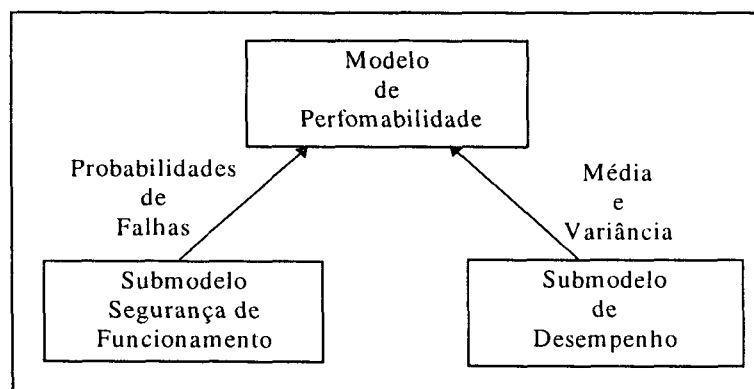 Modelo
de
Perfomabilidade
Probabilidades
de
Falhas
Média
e
Variância
Submodelo
Segurança de
Funcionamento
Submodelo
de
Desempenho